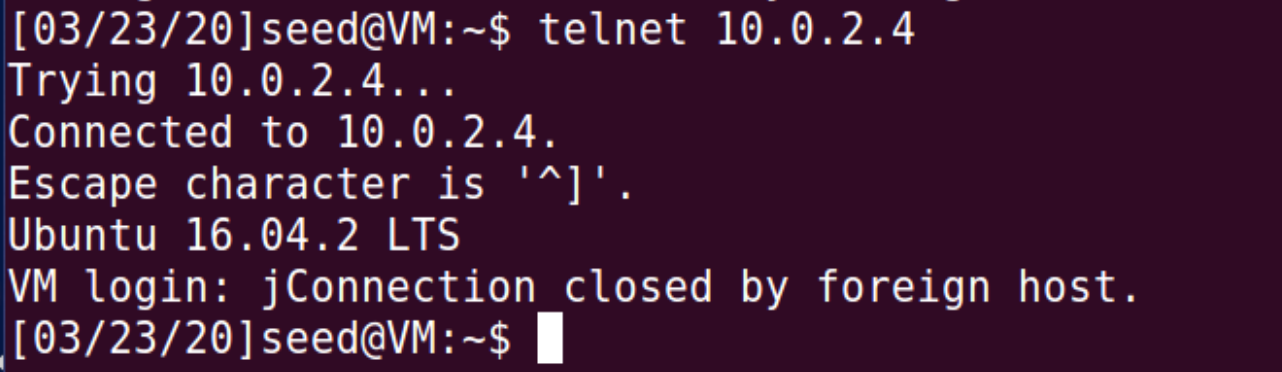 [03/23/20]seed@VM:~$ telnet 10.0.2.4
Trying 10.0.2.4...
Connected to 10.0.2.4.
Escape character is '^]'.
Ubuntu 16.04.2 LTS
VM login: jConnection closed by foreign host.
[03/23/20]seed@VM:~$